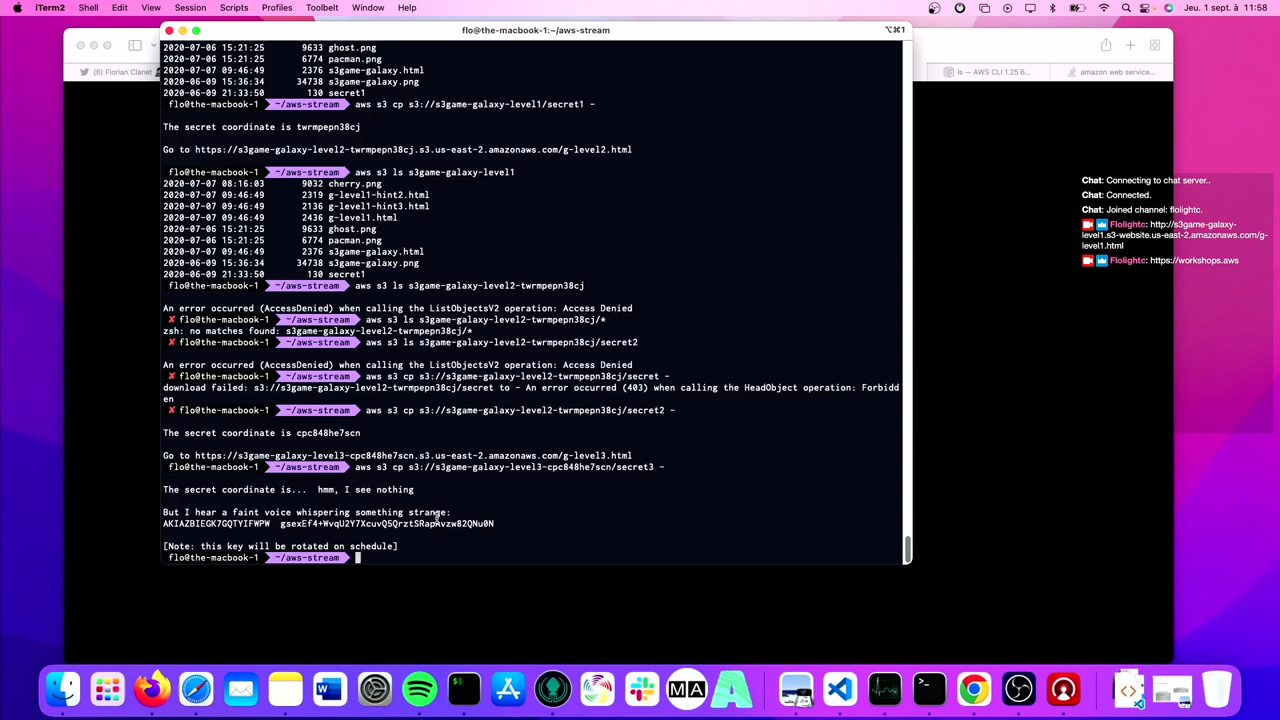 iTerm2 Shell Edit View Session Scripts Profiles Toolbelt Window Help Jeu. 1 sept. à 11:58
flo@the-macbook-1:~/aws-stream ⌥⌘1
(6) Florian Clanet
ls — AWS CLI 1.25.6...
amazon web service...
2020-07-06 15:21:25 9633 ghost.png
2020-07-06 15:21:25 6774 pacman.png
2020-07-07 09:46:49 2376 s3game-galaxy.html
2020-06-09 15:36:34 34738 s3game-galaxy.png
2020-06-09 21:33:50 130 secret1
flo@the-macbook-1 ~/aws-stream aws s3 cp s3://s3game-galaxy-level1/secret1 -
The secret coordinate is twrmpepn38cj
Go to https://s3game-galaxy-level2-twrmpepn38cj.s3.us-east-2.amazonaws.com/g-level2.html
flo@the-macbook-1 ~/aws-stream aws s3 ls s3game-galaxy-level1
2020-07-07 08:16:03 9032 cherry.png
2020-07-07 09:46:49 2319 g-level1-hint2.html
2020-07-07 09:46:49 2136 g-level1-hint3.html
2020-07-07 09:46:49 2436 g-level1.html
2020-07-06 15:21:25 9633 ghost.png
2020-07-06 15:21:25 6774 pacman.png
2020-07-07 09:46:49 2376 s3game-galaxy.html
2020-06-09 15:36:34 34738 s3game-galaxy.png
2020-06-09 21:33:50 130 secret1
flo@the-macbook-1 ~/aws-stream aws s3 ls s3game-galaxy-level2-twrmpepn38cj
An error occurred (AccessDenied) when calling the ListObjectsV2 operation: Access Denied
✘ flo@the-macbook-1 ~/aws-stream aws s3 ls s3game-galaxy-level2-twrmpepn38cj/*
zsh: no matches found: s3game-galaxy-level2-twrmpepn38cj/*
✘ flo@the-macbook-1 ~/aws-stream aws s3 ls s3game-galaxy-level2-twrmpepn38cj/secret2
An error occurred (AccessDenied) when calling the ListObjectsV2 operation: Access Denied
✘ flo@the-macbook-1 ~/aws-stream aws s3 cp s3://s3game-galaxy-level2-twrmpepn38cj/secret -
download failed: s3://s3game-galaxy-level2-twrmpepn38cj/secret to - An error occurred (403) when calling the HeadObject operation: Forbidd
en
✘ flo@the-macbook-1 ~/aws-stream aws s3 cp s3://s3game-galaxy-level2-twrmpepn38cj/secret2 -
The secret coordinate is cpc848he7scn
Go to https://s3game-galaxy-level3-cpc848he7scn.s3.us-east-2.amazonaws.com/g-level3.html
flo@the-macbook-1 ~/aws-stream aws s3 cp s3://s3game-galaxy-level3-cpc848he7scn/secret3 -
The secret coordinate is... hmm, I see nothing
But I hear a faint voice whispering something strange:
AKIAZBIEGK7GQTYIFWPW gsexEf4+WvqU2Y7XcuvQ5QrztSRapAvzw82QNu0N
[Note: this key will be rotated on schedule]
flo@the-macbook-1 ~/aws-stream
Chat: Connecting to chat server..
Chat: Connected.
Chat: Joined channel: flolightc.
Flolightc: http://s3game-galaxy-
level1.s3-website.us-east-2.amazonaws.com/g-
level1.html
Flolightc: https://workshops.aws
MA